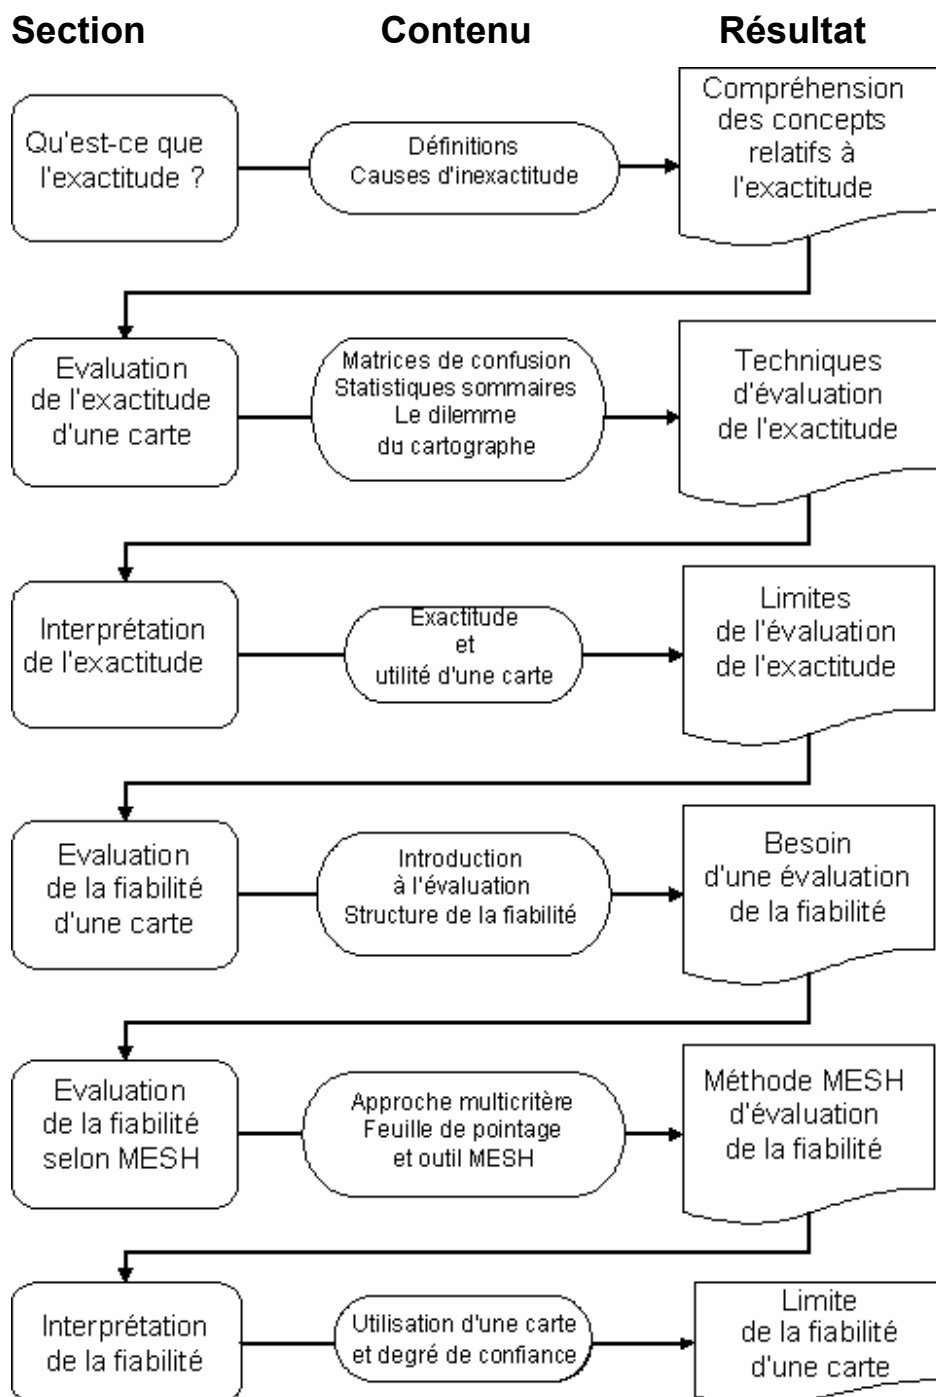 Section Contenu Résultat
Qu'est-ce que
l'exactitude ?
Définitions
Causes d'inexactitude
Compréhension
des concepts
relatifs à
l'exactitude
Evaluation
de l'exactitude
d'une carte
Matrices de confusion
Statistiques sommaires
Le dilemme
du cartographe
Techniques
d'évaluation
de l'exactitude
Interprétation
de l'exactitude
Exactitude
et
utilité d'une carte
Limites
de l'évaluation
de l'exactitude
Evaluation
de la fiabilité
d'une carte
Introduction
à l'évaluation
Structure de la fiabilité
Besoin
d'une évaluation
de la fiabilité
Evaluation
de la fiabilité
selon MESH
Approche multicritère
Feuille de pointage
et outil MESH
Méthode MESH
d'évaluation
de la fiabilité
Interprétation
de la fiabilité
Utilisation d'une carte
et degré de confiance
Limite
de la fiabilité
d'une carte